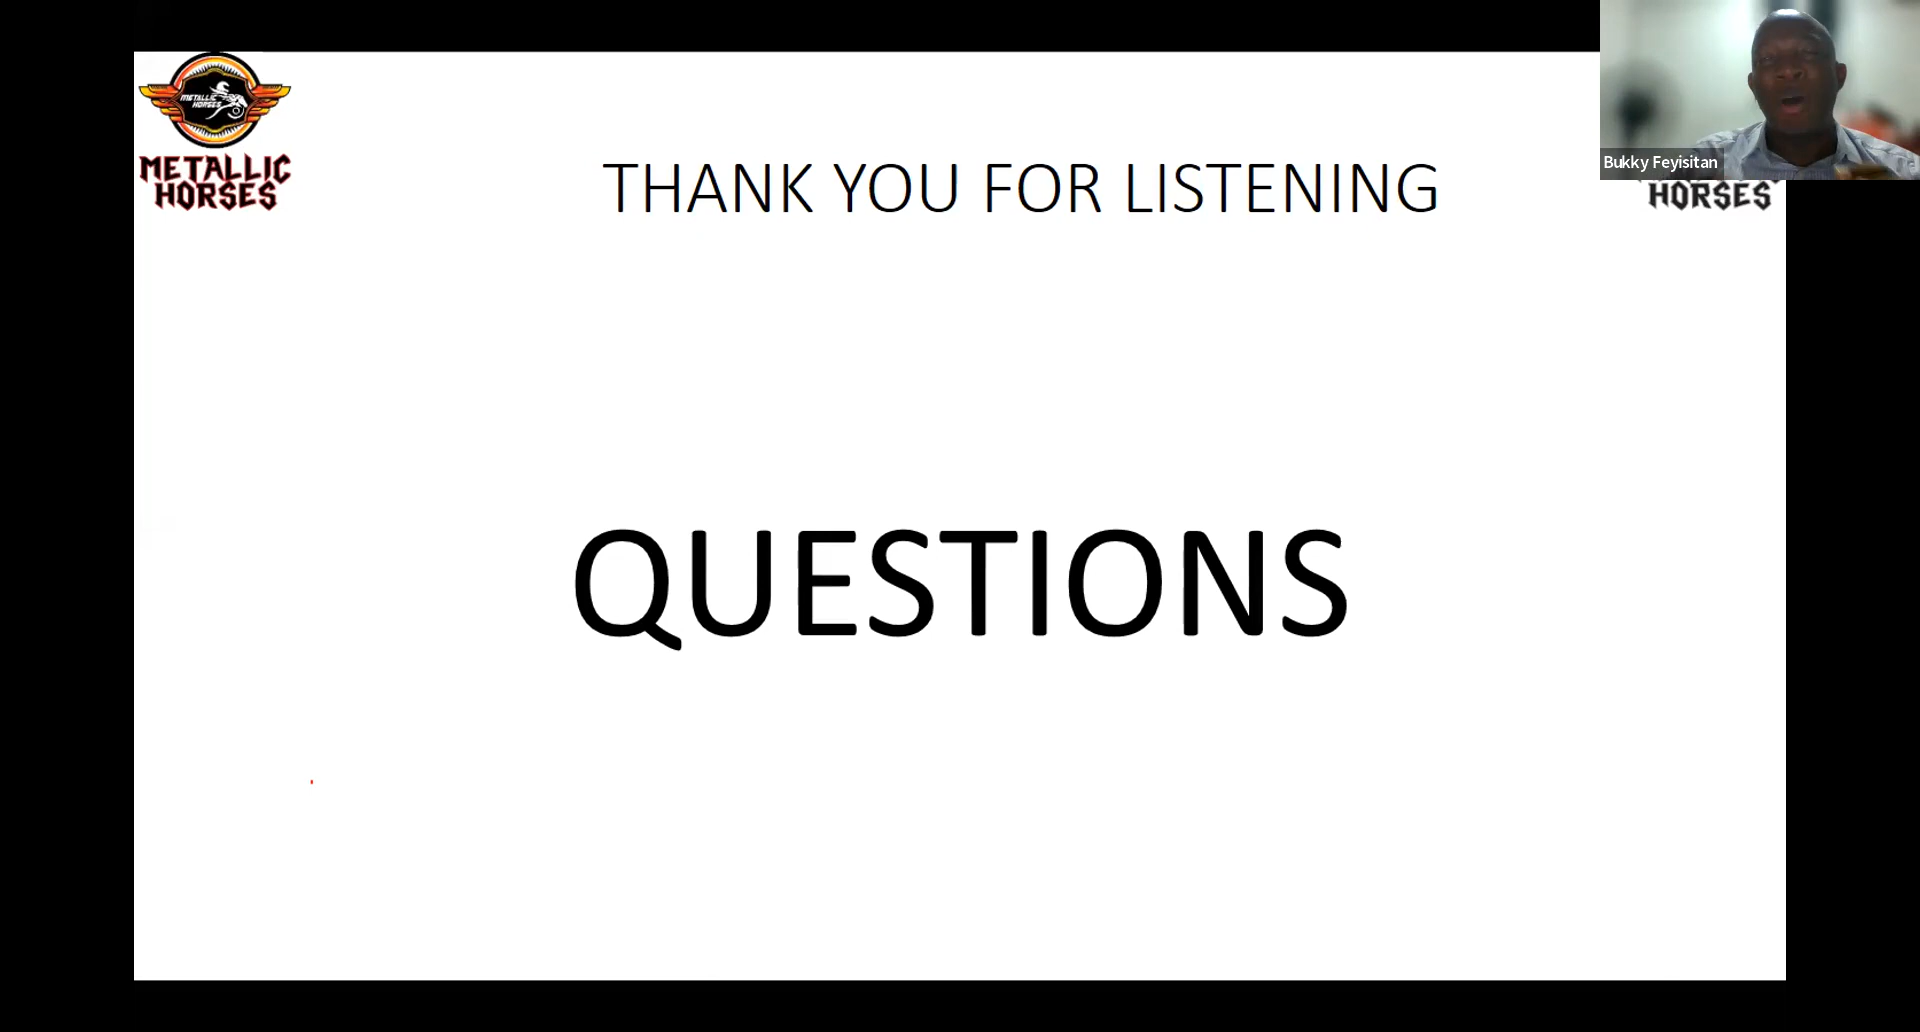 METALLIC
HORSES
METALLIC
HORSES
THANK YOU FOR LISTENING
Bukky Feyisitan
HORSES
QUESTIONS